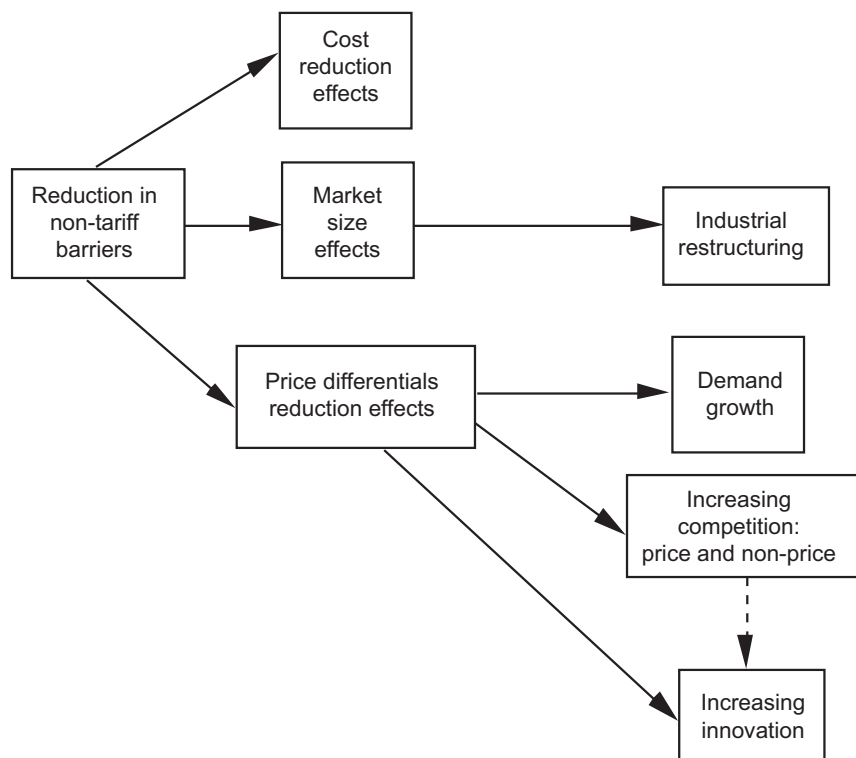 Cost
reduction
effects
Reduction in
non-tariff
barriers
Market
size
effects
Industrial
restructuring
Price differentials
reduction effects
Demand
growth
Increasing
competition:
price and non-price
Increasing
innovation